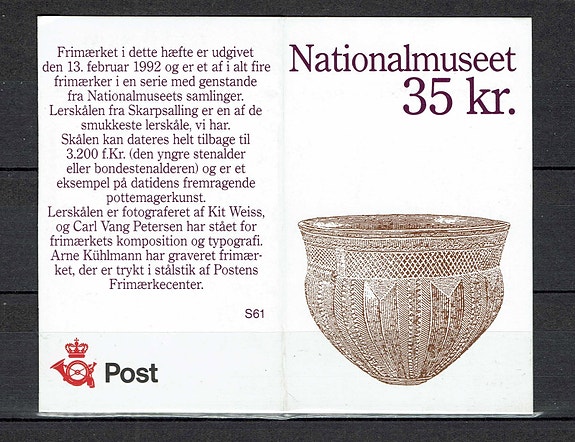 Frimærket i dette hæfte er udgivet
den 13. februar 1992 og er et af i alt fire
frimærker i en serie med genstande
fra Nationalmuseets samlinger.
Lerskålen fra Skarpsalling er en af de
smukkeste lerskåle, vi har.
Skålen kan dateres helt tilbage til
3.200 f.Kr. (den yngre stenalder
eller bondestenalderen) og er et
eksempel på datidens fremragende
pottemagerkunst.
Lerskålen er fotograferet af Kit Weiss,
og Carl Vang Petersen har stået for
frimærkets komposition og typografi.
Arne Kühlmann har graveret frimær-
ket, der er trykt i stålstik af Postens
Frimærkecenter.
S61
Post
Nationalmuseet
35 kr.